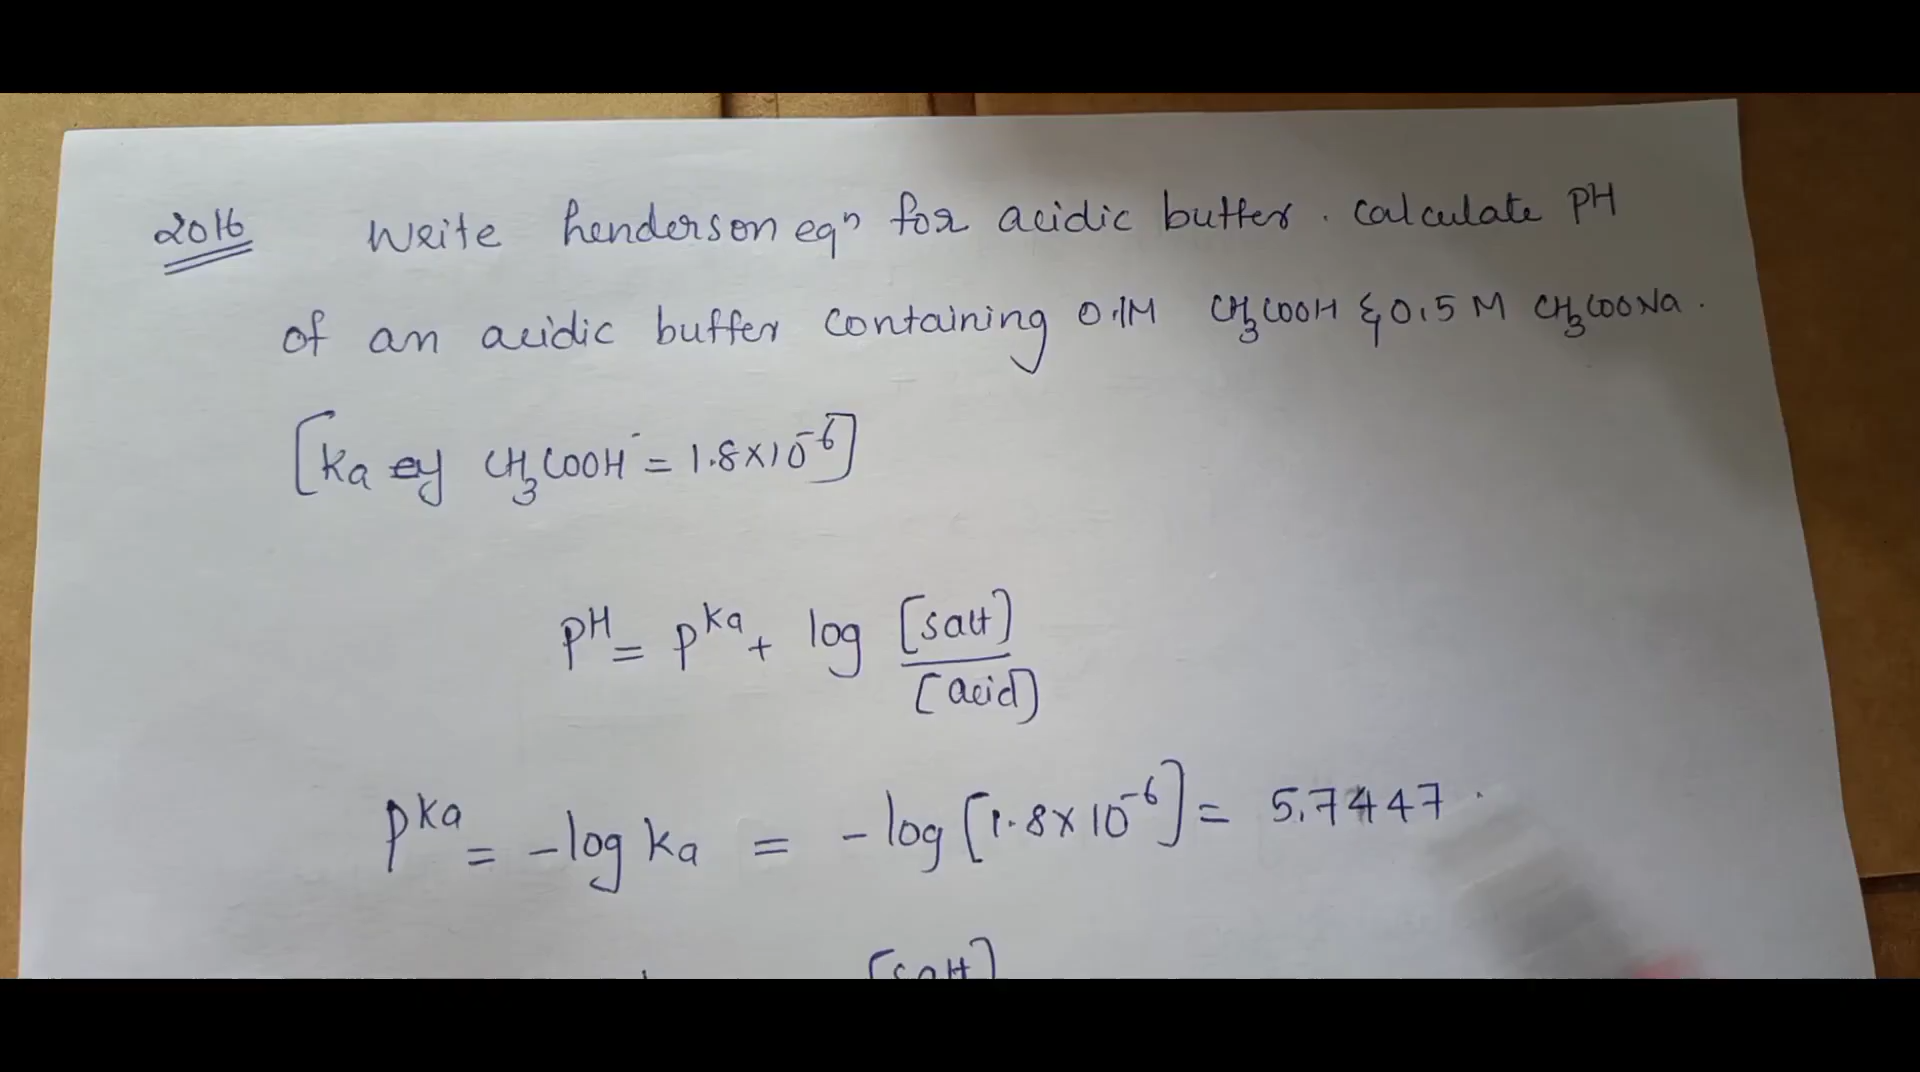 2016 Write henderson eqⁿ for acidic buffer. calculate PH
of an acidic buffer containing 0.1M CH₃COOH & 0.5 M CH₃COONa.
[Ka of CH₃COOH = 1.8×10⁻⁶]
PH = Pᴷᵃ + log [salt]
[acid]
Pᴷᵃ = -log Ka = -log [1.8×10⁻⁶] = 5.7447
[salt]